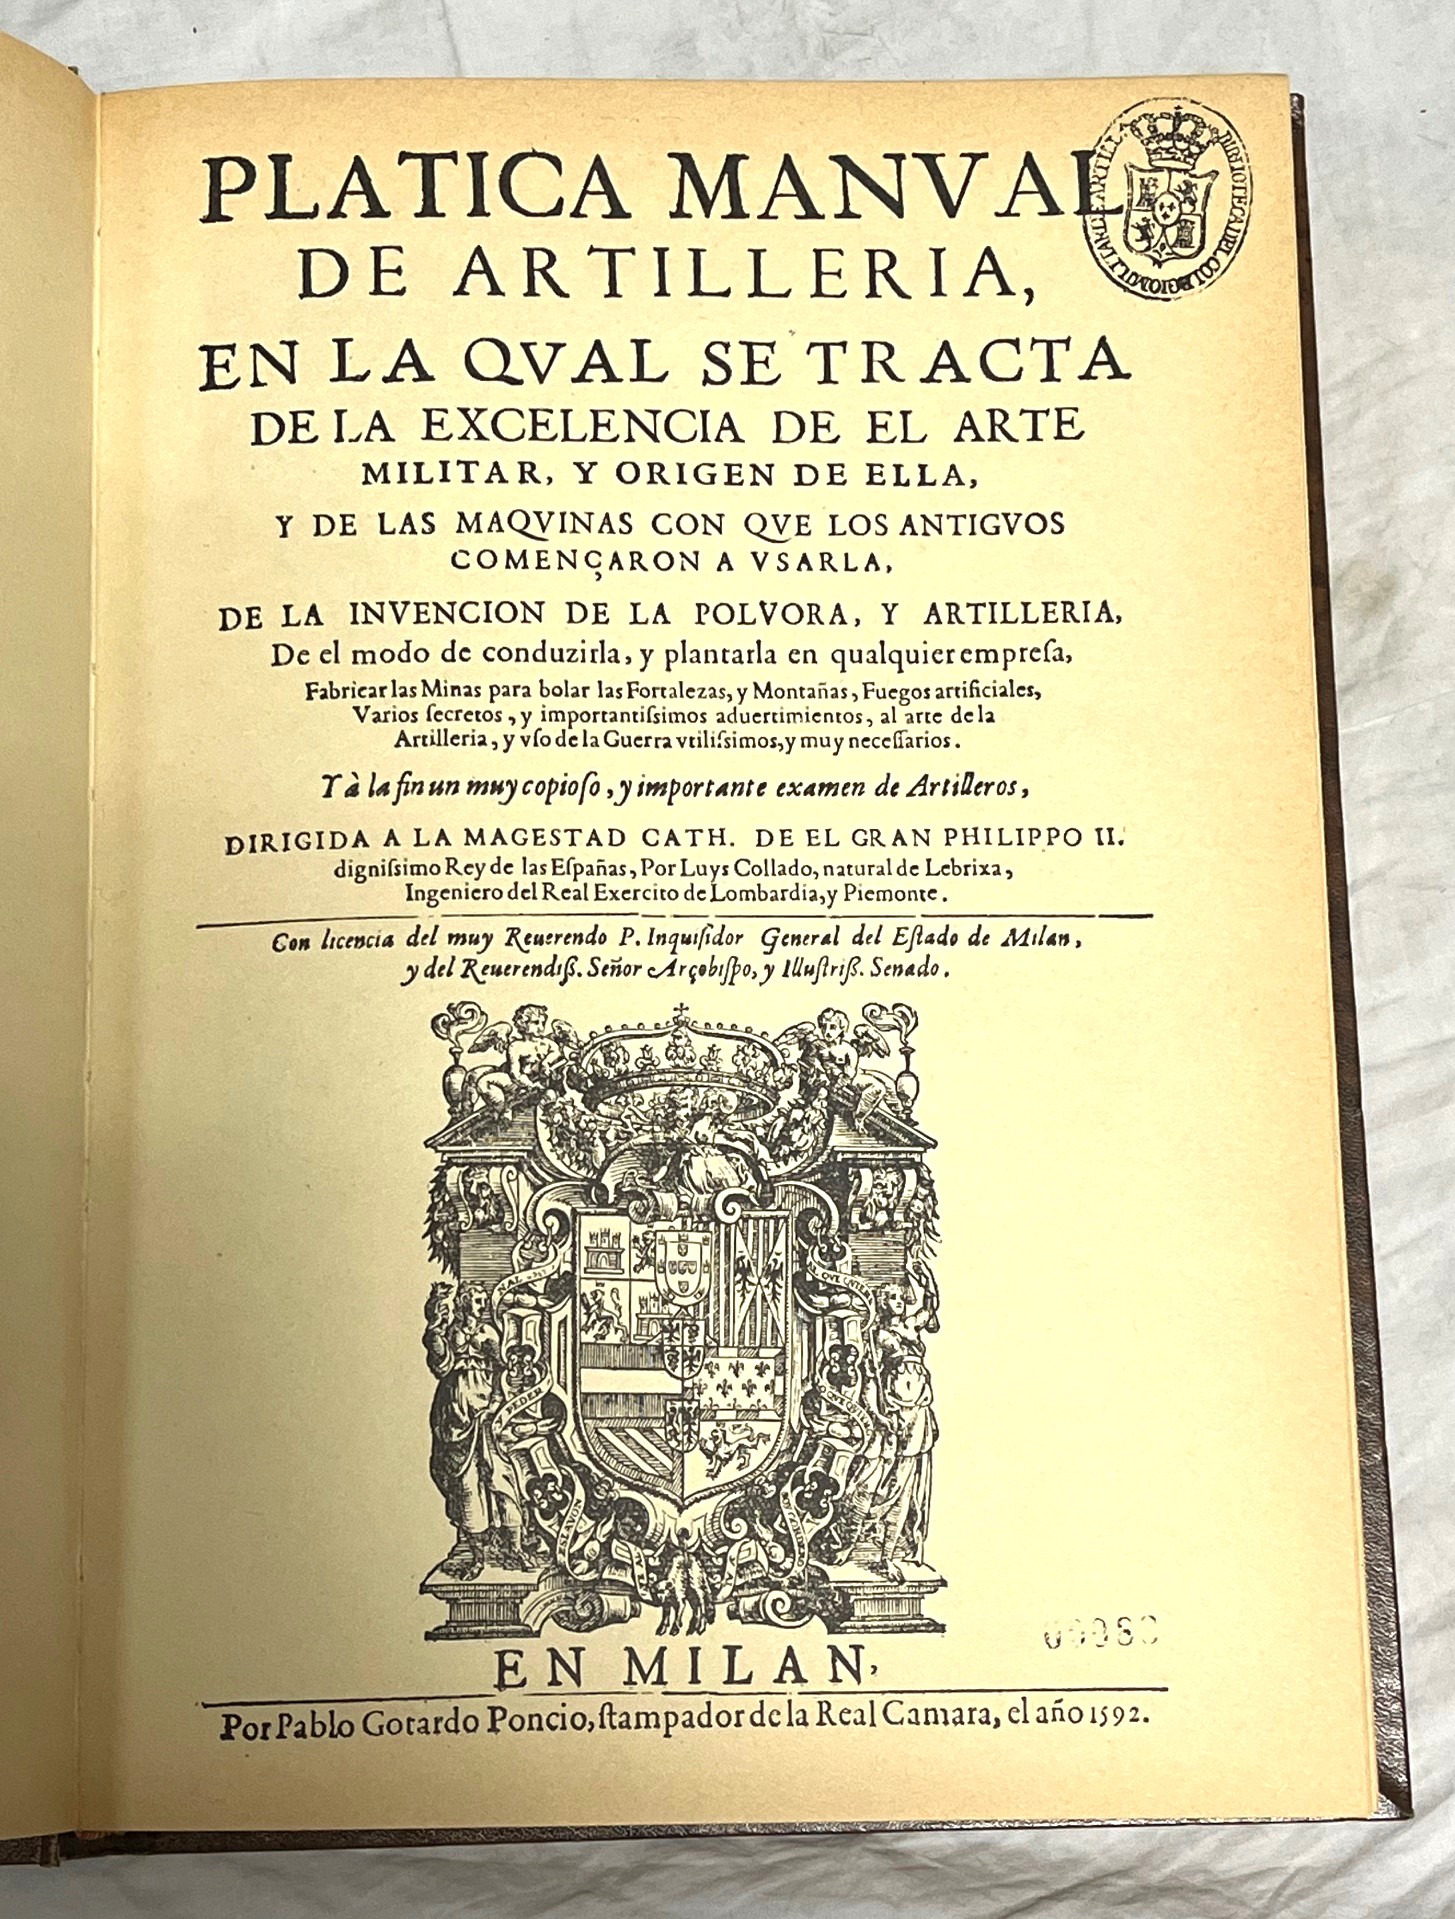 PLATICA MANVAL
DE ARTILLERIA,
EN LA QVAL SE TRACTA
DE LA EXCELENCIA DE EL ARTE
MILITAR, Y ORIGEN DE ELLA,
Y DE LAS MAQVINAS CON QVE LOS ANTIGVOS
COMENÇARON A VSARLA,
DE LA INVENCION DE LA POLVORA, Y ARTILLERIA,
De el modo de conduzirla, y plantarla en qualquier empreſa,
Fabricar las Minas para bolar las Fortalezas, y Montañas, Fuegos artificiales,
Varios ſecretos, y importantiſsimos aduertimientos, al arte de la
Artilleria, y vſo de la Guerra vtiliſsimos, y muy neceſſarios.
Y à la fin un muy copioſo, y importante examen de Artilleros,
DIRIGIDA A LA MAGESTAD CATH. DE EL GRAN PHILIPPO II.
digniſsimo Rey de las Eſpañas, Por Luys Collado, natural de Lebrixa,
Ingeniero del Real Exercito de Lombardia, y Piemonte.
Con licencia del muy Reuerendo P. Inquiſidor General del Eſtado de Milan,
y del Reuerendiſſ. Señor Arçobiſpo, y Illuſtriſſ. Senado.
EN MILAN,
Por Pablo Gotardo Poncio, ſtampador de la Real Camara, el año 1592.
BIBLIOTECA DEL COLEGIO MILITAR DE ARTILLA